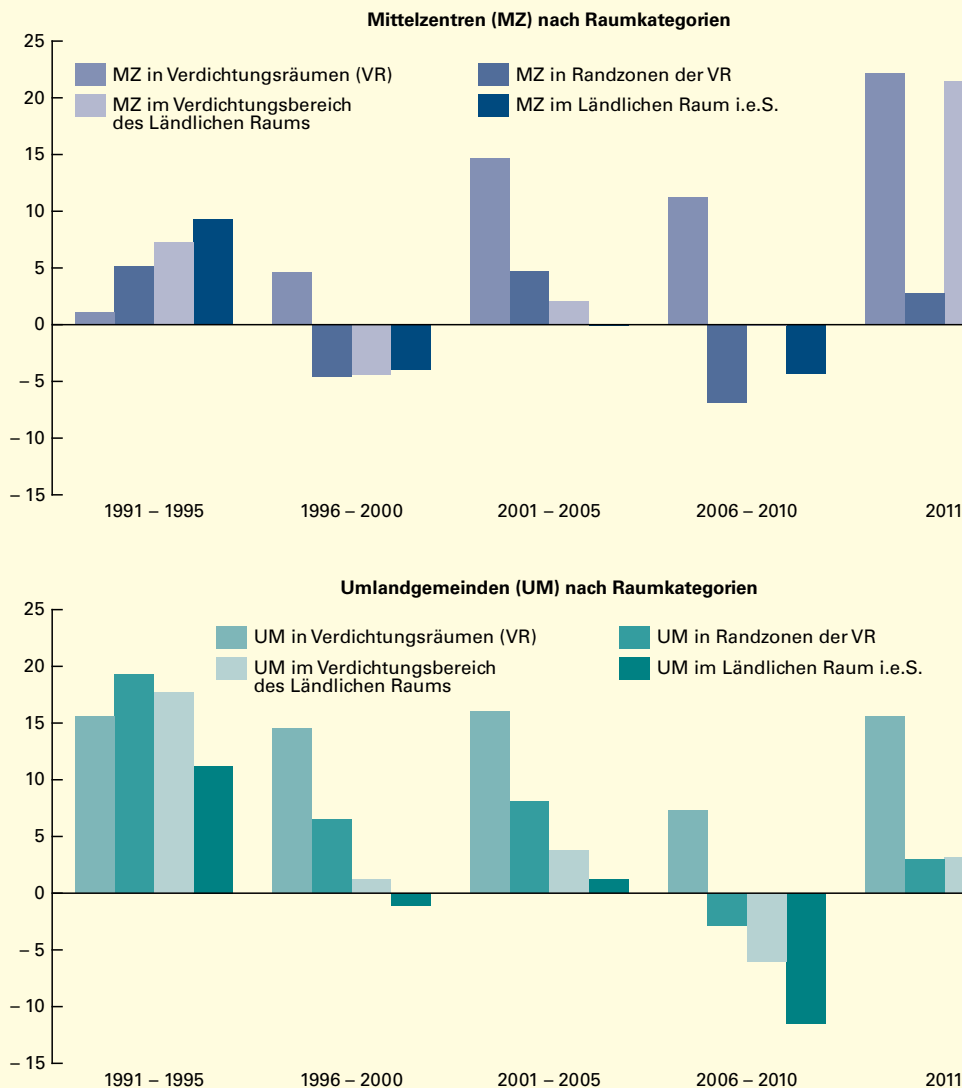 Mittelzentren (MZ) nach Raumkategorien
25
20
15
10
5
0
– 5
– 10
– 15
MZ in Verdichtungsräumen (VR)
MZ in Randzonen der VR
MZ im Verdichtungsbereich
des Ländlichen Raums
MZ im Ländlichen Raum i.e.S.
1991 – 1995
1996 – 2000
2001 – 2005
2006 – 2010
2011
Umlandgemeinden (UM) nach Raumkategorien
25
20
15
10
5
0
– 5
– 10
– 15
UM in Verdichtungsräumen (VR)
UM in Randzonen der VR
UM im Verdichtungsbereich
des Ländlichen Raums
UM im Ländlichen Raum i.e.S.
1991 – 1995
1996 – 2000
2001 – 2005
2006 – 2010
2011